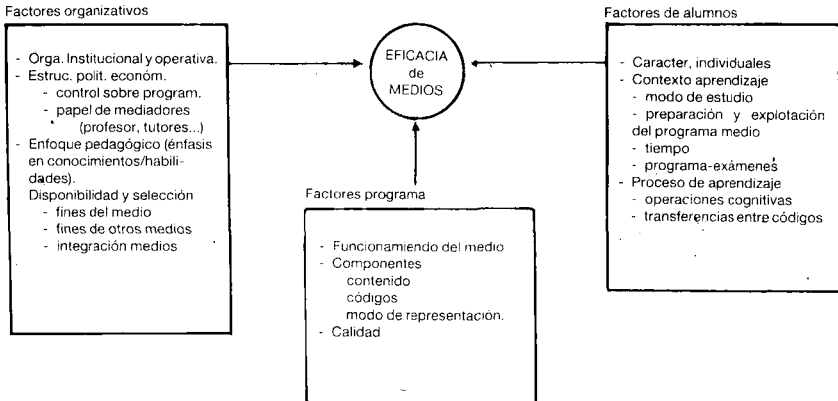 Factores organizativos
- Orga. Institucional y operativa.
- Estruc. polit. económ.
- control sobre program.
- papel de mediadores
(profesor, tutores...)
- Enfoque pedagógico (énfasis
en conocimientos/habili-
dades).
Disponibilidad y selección
- fines del medio
- fines de otros medios
- integración medios
EFICACIA
de
MEDIOS
Factores programa
- Funcionamiendo del medio
- Componentes
contenido
códigos
modo de representación.
- Calidad
Factores de alumnos
- Caracter, individuales
- Contexto aprendizaje
- modo de estudio
- preparación y explotación
del programa medio
- tiempo
- programa-exámenes
- Proceso de aprendizaje
- operaciones cognitivas
- transferencias entre códigos